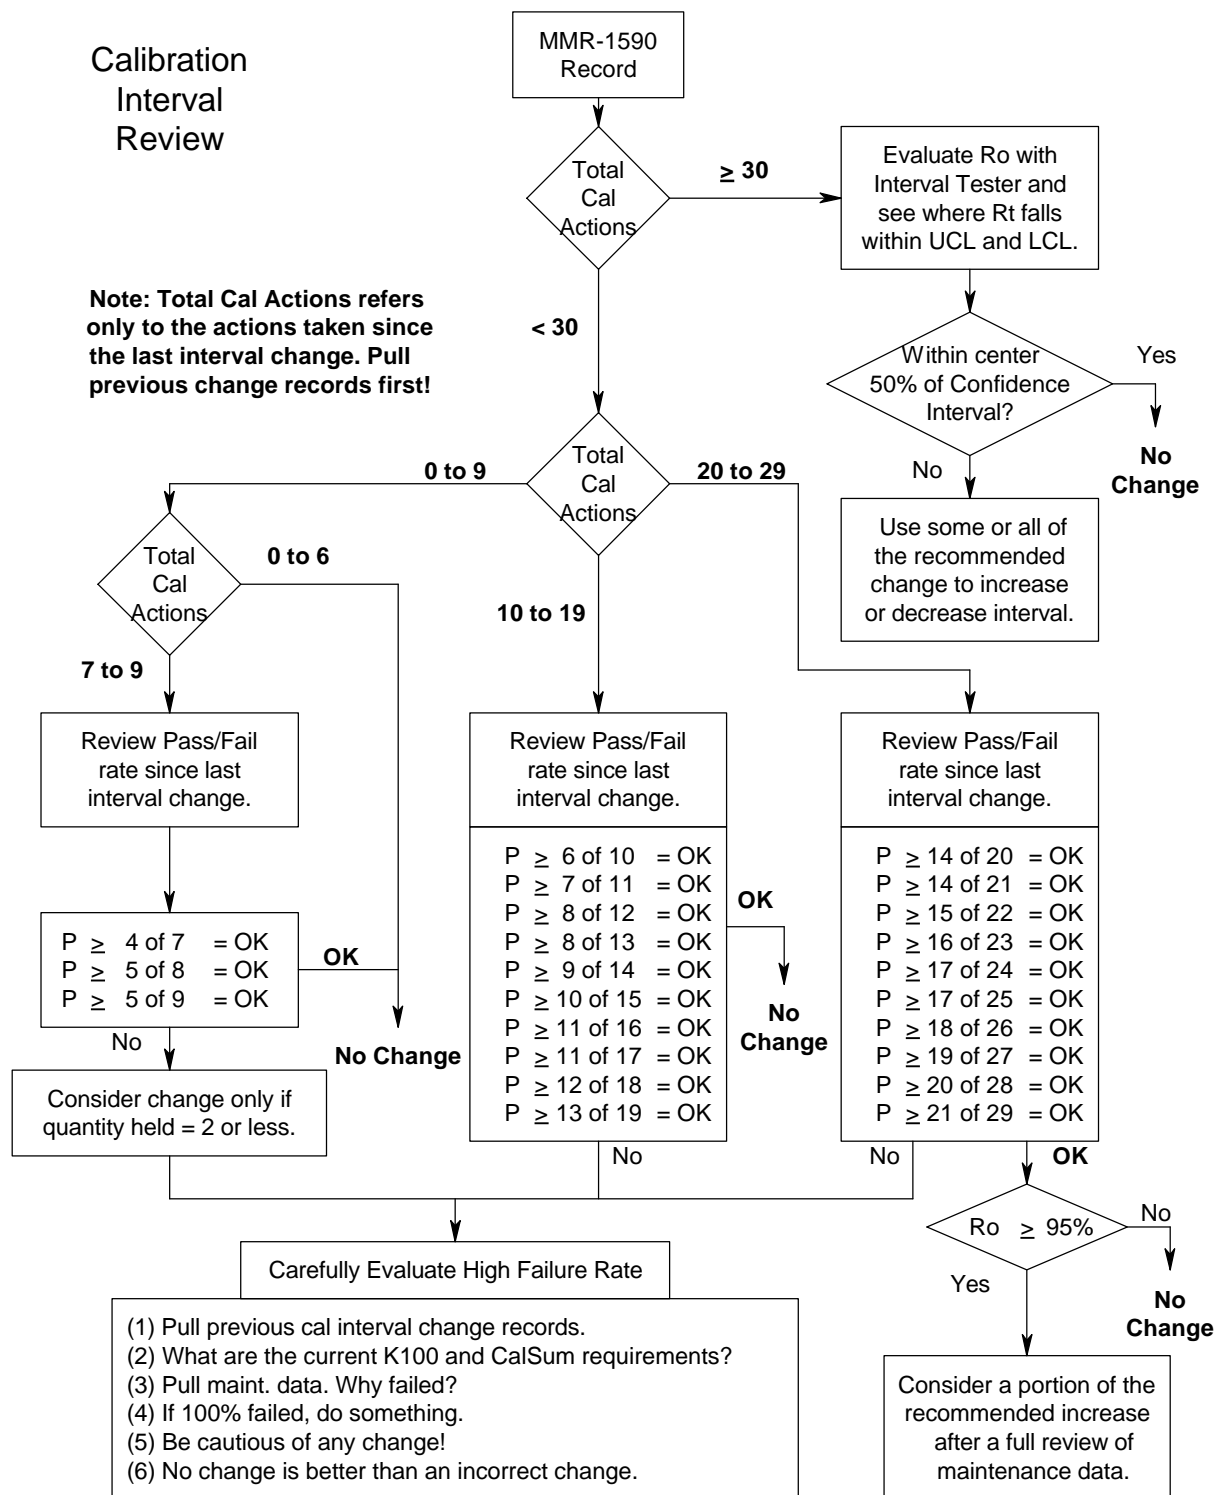 Calibration
Interval
Review
MMR-1590
Record
Total
Cal
Actions
≥ 30
Evaluate Ro with
Interval Tester and
see where Rt falls
within UCL and LCL.
Note: Total Cal Actions refers
only to the actions taken since
the last interval change. Pull
previous change records first!
< 30
Within center
50% of Confidence
Interval?
Yes
No
Change
No
Use some or all of
the recommended
change to increase
or decrease interval.
Total
Cal
Actions
0 to 9
20 to 29
10 to 19
Total
Cal
Actions
0 to 6
7 to 9
Review Pass/Fail
rate since last
interval change.
P ≥ 4 of 7 = OK
P ≥ 5 of 8 = OK
P ≥ 5 of 9 = OK
OK
No Change
No
Consider change only if
quantity held = 2 or less.
Review Pass/Fail
rate since last
interval change.
P ≥ 6 of 10 = OK
P ≥ 7 of 11 = OK
P ≥ 8 of 12 = OK
P ≥ 8 of 13 = OK
P ≥ 9 of 14 = OK
P ≥ 10 of 15 = OK
P ≥ 11 of 16 = OK
P ≥ 11 of 17 = OK
P ≥ 12 of 18 = OK
P ≥ 13 of 19 = OK
OK
No
Change
No
Review Pass/Fail
rate since last
interval change.
P ≥ 14 of 20 = OK
P ≥ 14 of 21 = OK
P ≥ 15 of 22 = OK
P ≥ 16 of 23 = OK
P ≥ 17 of 24 = OK
P ≥ 17 of 25 = OK
P ≥ 18 of 26 = OK
P ≥ 19 of 27 = OK
P ≥ 20 of 28 = OK
P ≥ 21 of 29 = OK
No
OK
Ro ≥ 95%
No
No
Change
Yes
Consider a portion of the
recommended increase
after a full review of
maintenance data.
Carefully Evaluate High Failure Rate
(1) Pull previous cal interval change records.
(2) What are the current K100 and CalSum requirements?
(3) Pull maint. data. Why failed?
(4) If 100% failed, do something.
(5) Be cautious of any change!
(6) No change is better than an incorrect change.